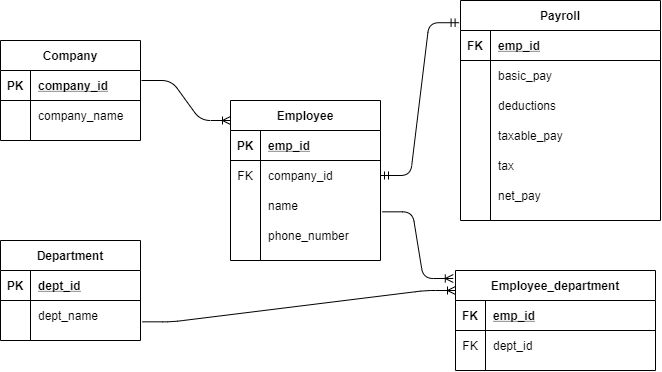 Company
PK company_id
company_name
Employee
PK emp_id
FK company_id
name
phone_number
Payroll
FK emp_id
basic_pay
deductions
taxable_pay
tax
net_pay
Department
PK dept_id
dept_name
Employee_department
FK emp_id
FK dept_id